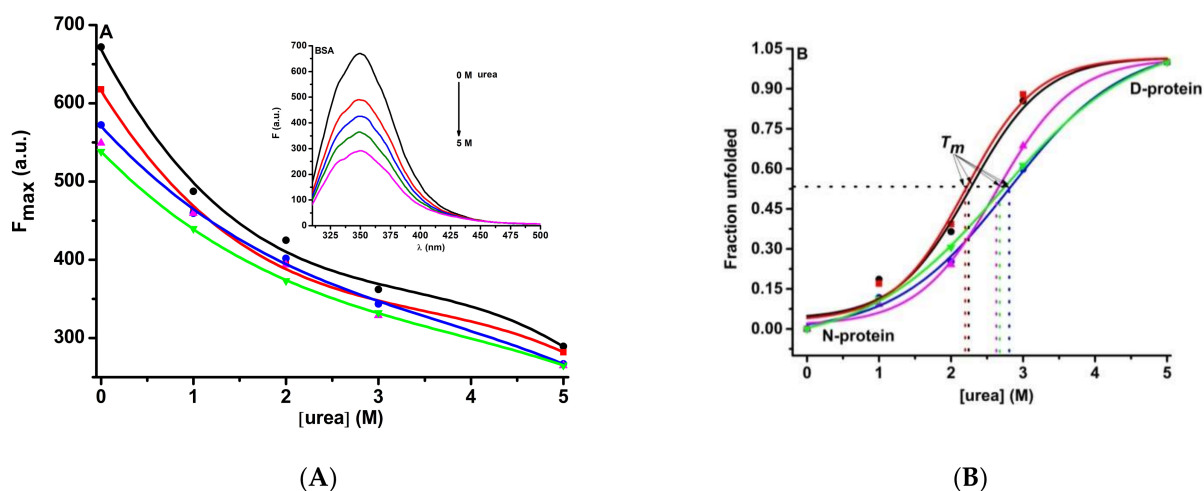 A
700
600
500
400
300
F max (a.u.)
0 1 2 3 4 5
[urea] (M)
BSA
700
600
500
400
300
200
100
0
F (a.u.)
0 M urea
5 M
325 350 375 400 425 450 475 500
λ (nm)
(A)
B
1.05
0.90
0.75
0.60
0.45
0.30
0.15
0.00
Fraction unfolded
D-protein
Tm
N-protein
0 1 2 3 4 5
[urea] (M)
(B)